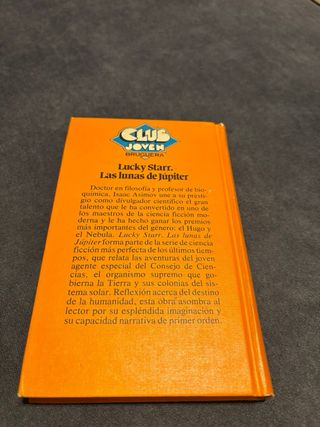 CLUB
JOVEN
BRUGUERA
Lucky Starr.
Las lunas de Júpiter
Doctor en filosofía y profesor de bio-
química, Isaac Asimov une a su presti-
gio como divulgador científico el gran
talento que le ha convertido en uno de
los maestros de la ciencia ficción mo-
derna y le ha hecho ganar los premios
más importantes del género: el Hugo y
el Nebula. Lucky Starr. Las lunas de
Júpiter forma parte de la serie de ciencia
ficción más perfecta de los últimos tiem-
pos, que relata las aventuras del joven
agente especial del Consejo de Cien-
cias, el organismo supremo que go-
bierna la Tierra y sus colonias del sis-
tema solar. Reflexión acerca del destino
de la humanidad, esta obra asombra al
lector por su espléndida imaginación y
su capacidad narrativa de primer orden.